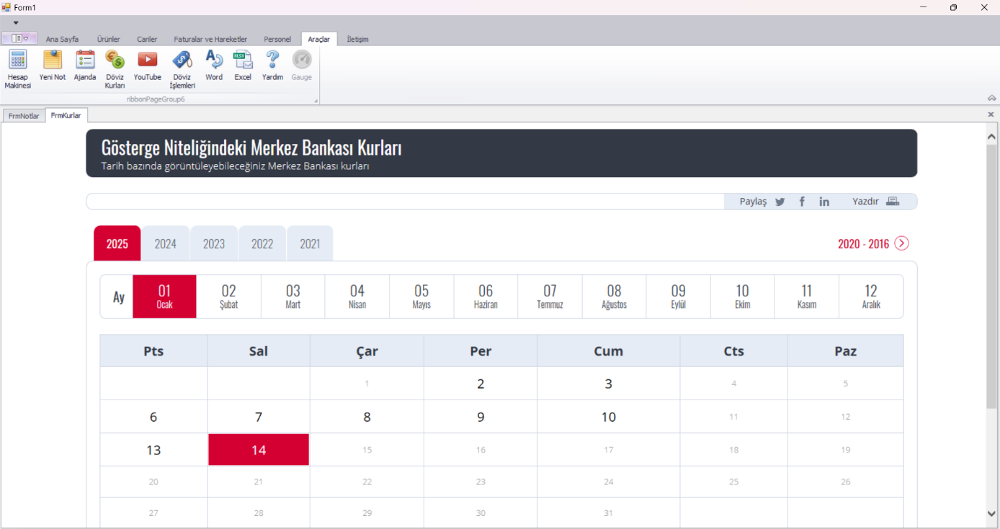 Form1
Ana Sayfa Ürünler Cariler Faturalar ve Hareketler Personel Araçlar İletişim
Hesap Makinesi Yeni Not Ajanda Döviz Kurları YouTube Döviz İşlemleri Word Excel Yardım Gauge
ribbonPageGroup6
FrmNotlar FrmKurlar
Gösterge Niteliğindeki Merkez Bankası Kurları
Tarih bazında görüntüleyebileceğiniz Merkez Bankası kurları
Paylaş Yazdır
2025 2024 2023 2022 2021 2020 - 2016
Ay 01 02 03 04 05 06 07 08 09 10 11 12
Ocak Şubat Mart Nisan Mayıs Haziran Temmuz Ağustos Eylül Ekim Kasım Aralık
Pts Sal Çar Per Cum Cts Paz
1 2 3 4 5
6 7 8 9 10 11 12
13 14 15 16 17 18 19
20 21 22 23 24 25 26
27 28 29 30 31